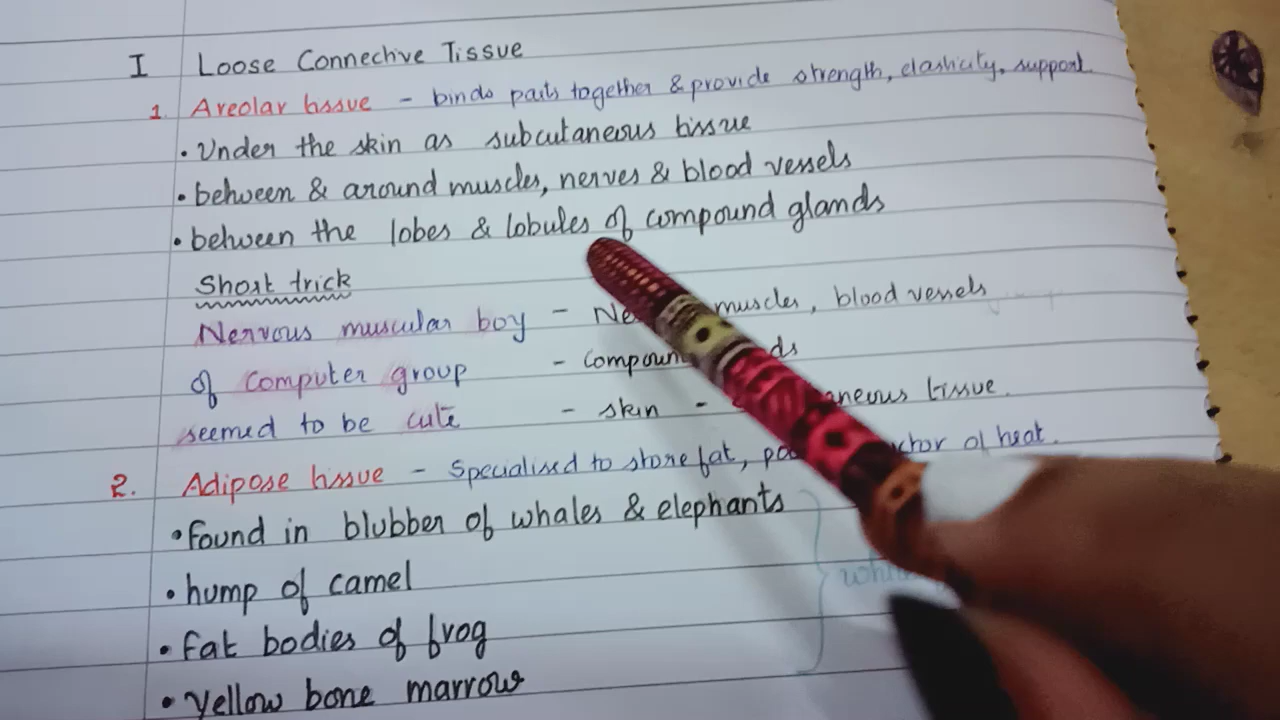 I Loose Connective Tissue
1. Areolar tissue - binds parts together & provide strength, elasticity, support.
• Under the skin as subcutaneous tissue
• between & around muscles, nerves & blood vessels
• between the lobes & lobules of compound glands
Short trick
Nervous muscular boy - muscles, blood vessels
of computer group - compound
seemed to be cute - skin - tissue.
2. Adipose tissue - Specialised to store fat, of heat.
• Found in blubber of whales & elephants
• hump of camel
• Fat bodies of frog
• Yellow bone marrow